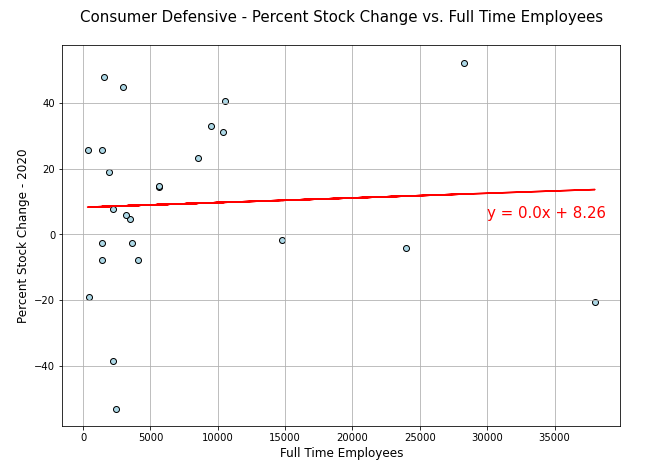 Consumer Defensive - Percent Stock Change vs. Full Time Employees
Percent Stock Change - 2020
40
20
0
−20
−40
y = 0.0x + 8.26
0 5000 10000 15000 20000 25000 30000 35000
Full Time Employees